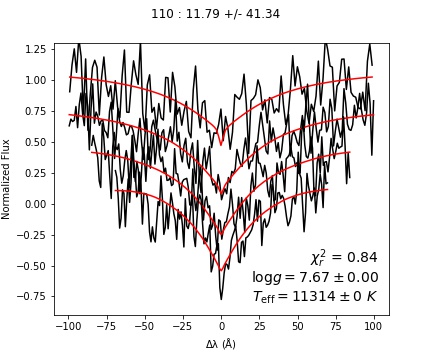 110 : 11.79 +/- 41.34
Normalized Flux
1.25
1.00
0.75
0.50
0.25
0.00
−0.25
−0.50
−0.75
χ²ᵣ = 0.84
logg = 7.67 ± 0.00
T_eff = 11314 ± 0 K
−100 −75 −50 −25 0 25 50 75 100
Δλ (Å)